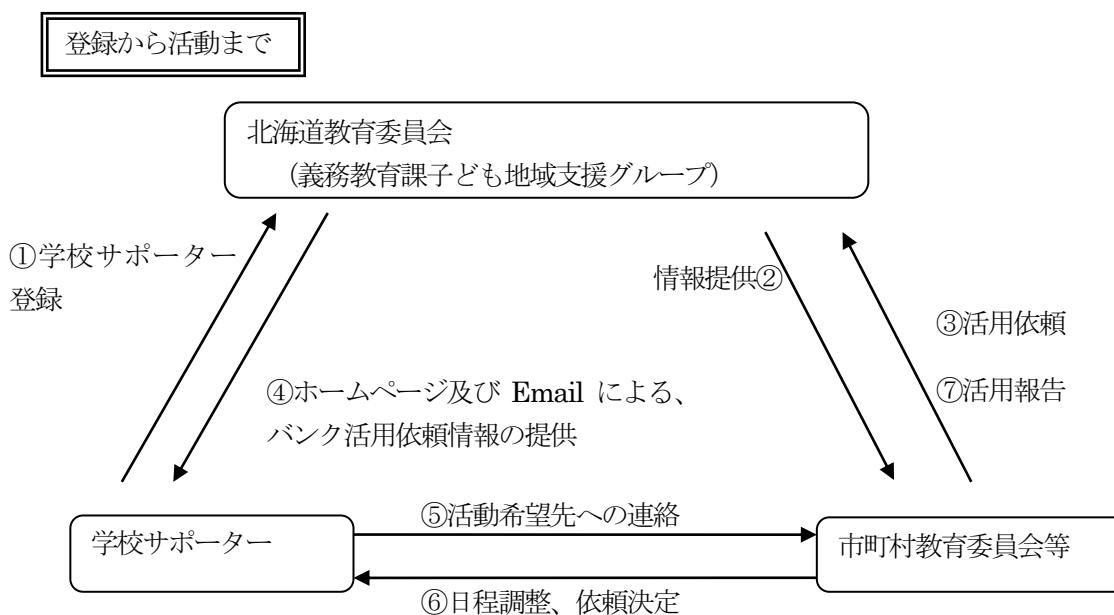 登録から活動まで
北海道教育委員会
（義務教育課子ども地域支援グループ）
①学校サポーター
登録
情報提供②
③活用依頼
⑦活用報告
④ホームページ及び Email による、
バンク活用依頼情報の提供
⑤活動希望先への連絡
学校サポーター
市町村教育委員会等
⑥日程調整、依頼決定